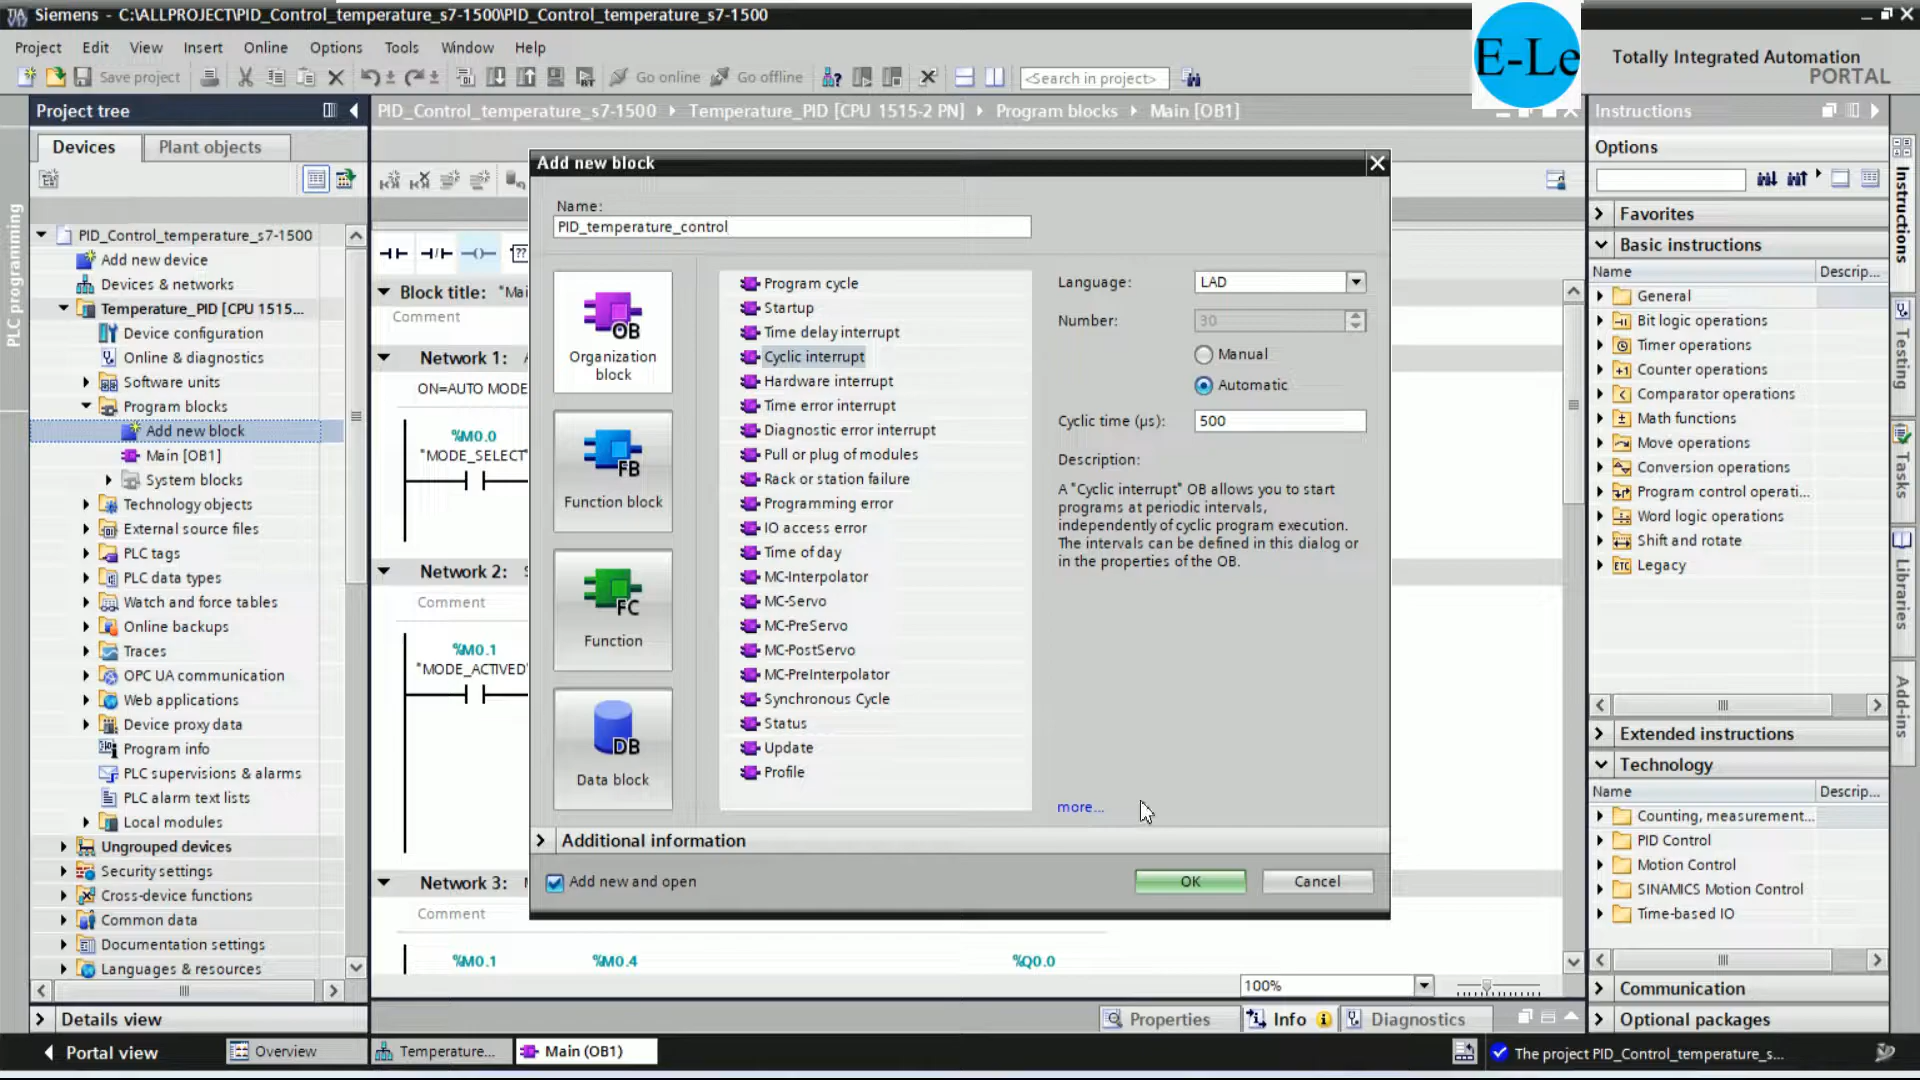 Siemens - C:\ALLPROJECT\PID_Control_temperature_s7-1500\PID_Control_temperature_s7-1500
Project Edit View Insert Online Options Tools Window Help
E-Le
Totally Integrated Automation
PORTAL
Save project
Go online
Go offline
<Search in project>
Project tree
PID_Control_temperature_s7-1500 Temperature_PID [CPU 1515-2 PN] Program blocks Main [OB1]
Instructions
Devices
Plant objects
Options
PLC programming
PID_Control_temperature_s7-1500
Add new device
Devices & networks
Temperature_PID [CPU 1515...
Device configuration
Online & diagnostics
Software units
Program blocks
Add new block
Main [OB1]
System blocks
Technology objects
External source files
PLC tags
PLC data types
Watch and force tables
Online backups
Traces
OPC UA communication
Web applications
Device proxy data
Program info
PLC supervisions & alarms
PLC alarm text lists
Local modules
Ungrouped devices
Security settings
Cross-device functions
Common data
Documentation settings
Languages & resources
Details view
??
Block title: "Mai
Comment
Network 1:
ON=AUTO MODE
%M0.0
"MODE_SELECT"
Network 2:
Comment
%M0.1
"MODE_ACTIVED"
Network 3:
Comment
%M0.1
%M0.4
%Q0.0
100%
Add new block
Name:
PID_temperature_control
OB
Organization
block
FB
Function block
FC
Function
DB
Data block
Program cycle
Startup
Time delay interrupt
Cyclic interrupt
Hardware interrupt
Time error interrupt
Diagnostic error interrupt
Pull or plug of modules
Rack or station failure
Programming error
IO access error
Time of day
MC-Interpolator
MC-Servo
MC-PreServo
MC-PostServo
MC-PreInterpolator
Synchronous Cycle
Status
Update
Profile
Language: LAD
Number: 30
Manual
Automatic
Cyclic time (µs): 500
Description:
A "Cyclic interrupt" OB allows you to start
programs at periodic intervals,
independently of cyclic program execution.
The intervals can be defined in this dialog or
in the properties of the OB.
more...
Additional information
Add new and open
OK
Cancel
Favorites
Basic instructions
Name Descrip...
General
Bit logic operations
Timer operations
Counter operations
Comparator operations
Math functions
Move operations
Conversion operations
Program control operati...
Word logic operations
Shift and rotate
Legacy
Extended instructions
Technology
Name Descrip...
Counting, measurement...
PID Control
Motion Control
SINAMICS Motion Control
Time-based IO
Communication
Optional packages
Instructions
Testing
Tasks
Libraries
Add-ins
Properties
Info
Diagnostics
Portal view
Overview
Temperature...
Main (OB1)
The project PID_Control_temperature_s...